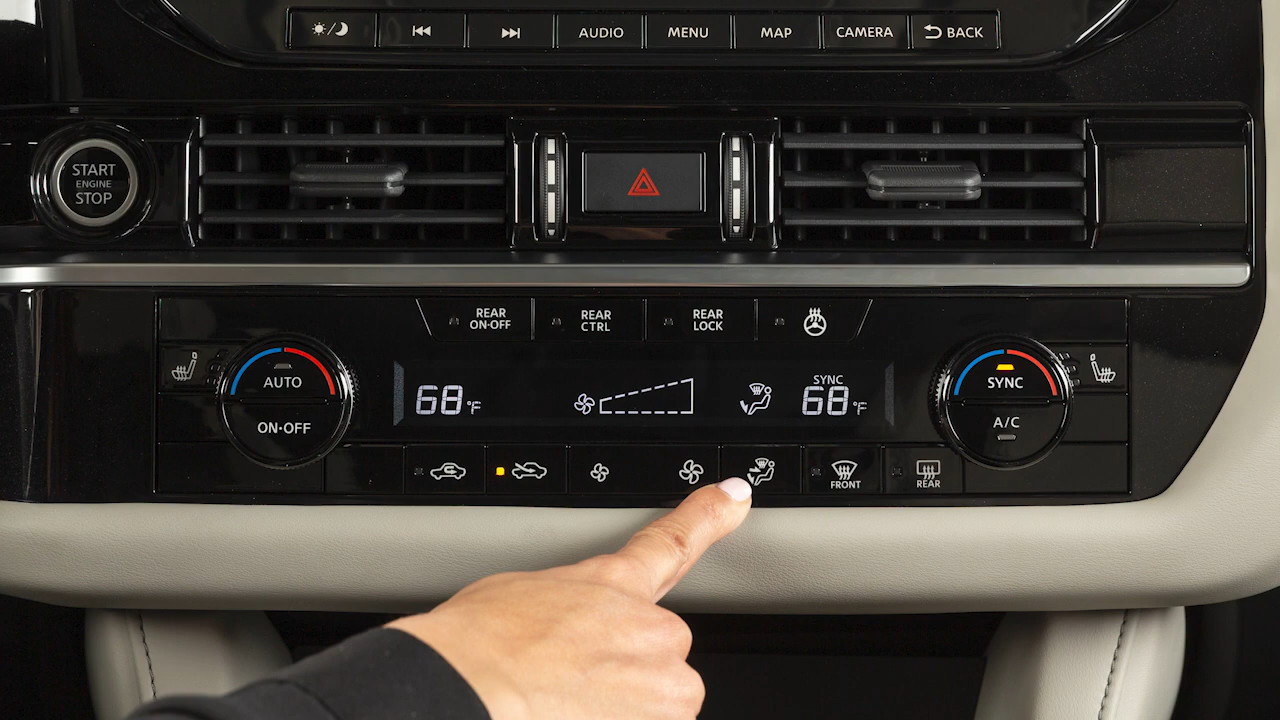 AUDIO
MENU
MAP
CAMERA
BACK
START
ENGINE
STOP
REAR
ON·OFF
REAR
CTRL
REAR
LOCK
AUTO
ON·OFF
68°F
SYNC
68°F
SYNC
A/C
FRONT
REAR